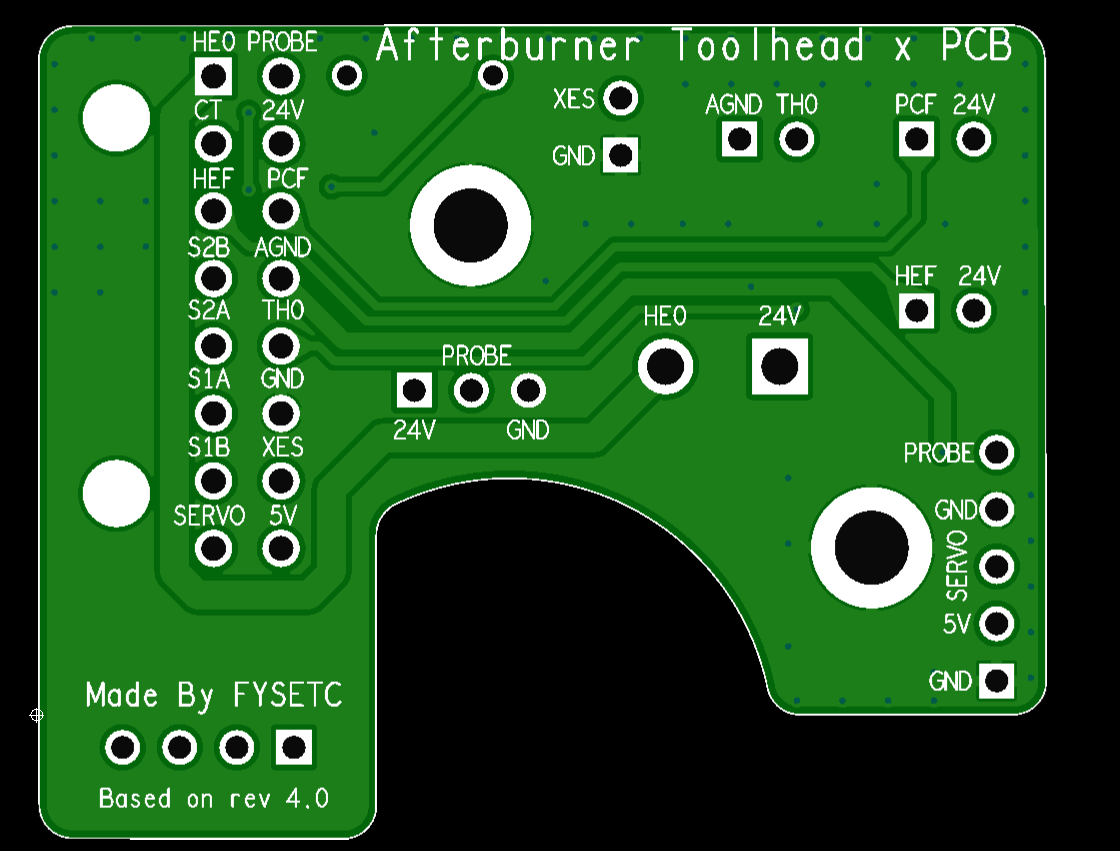 Afterburner Toolhead x PCB
HE0 PROBE
CT 24V
HEF PCF
S2B AGND
S2A TH0
S1A GND
S1B XES
SERVO 5V
XES
GND
AGND TH0
PCF 24V
HEF 24V
HE0 24V
PROBE
24V GND
PROBE
GND
SERVO
5V
GND
Made By FYSETC
Based on rev 4.0